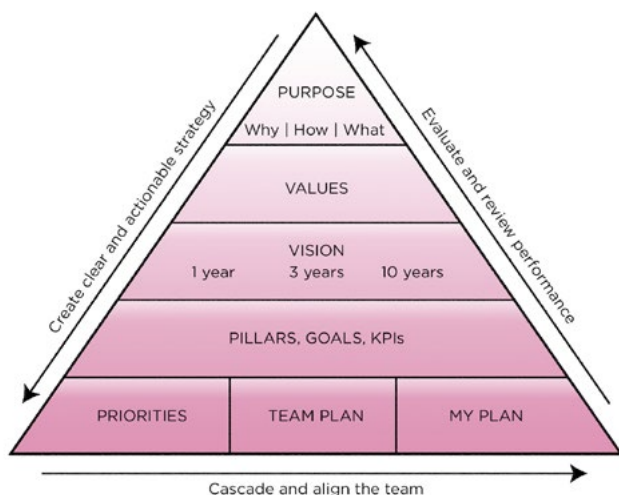 PURPOSE
Why | How | What
VALUES
VISION
1 year 3 years 10 years
PILLARS, GOALS, KPIs
PRIORITIES TEAM PLAN MY PLAN
Create clear and actionable strategy
Evaluate and review performance
Cascade and align the team